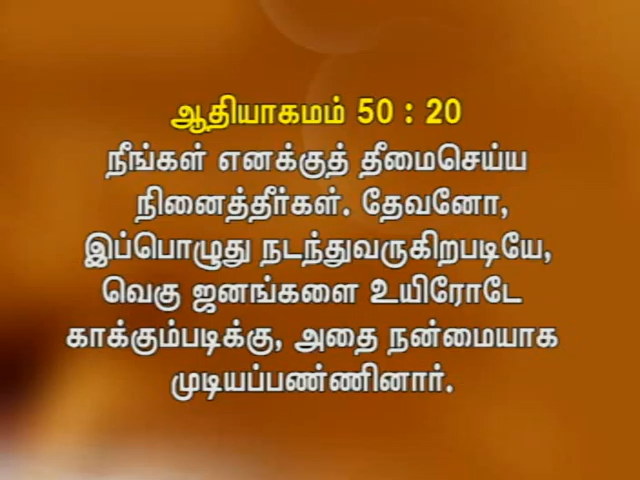 ஆதியாகமம் 50 : 20
நீங்கள் எனக்குத் தீமைசெய்ய
நினைத்தீர்கள். தேவனோ,
இப்பொழுது நடந்துவருகிறபடியே,
வெகு ஜனங்களை உயிரோடே
காக்கும்படிக்கு, அதை நன்மையாக
முடியப்பண்ணினார்.